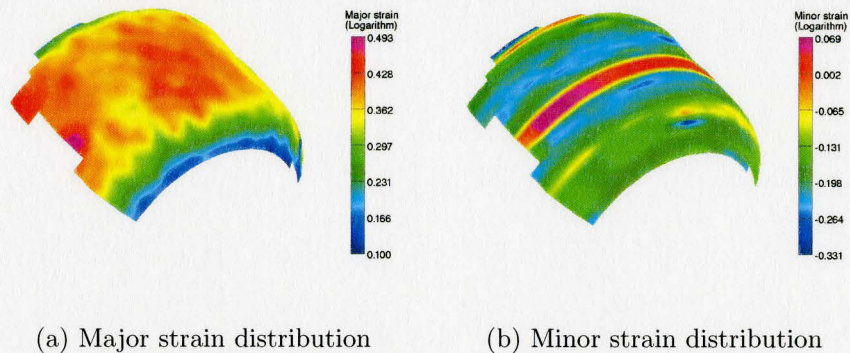 Major strain
(Logarithm)
0.493
0.428
0.362
0.297
0.231
0.166
0.100
Minor strain
(Logarithm)
0.069
0.002
-0.065
-0.131
-0.198
-0.264
-0.331
(a) Major strain distribution
(b) Minor strain distribution